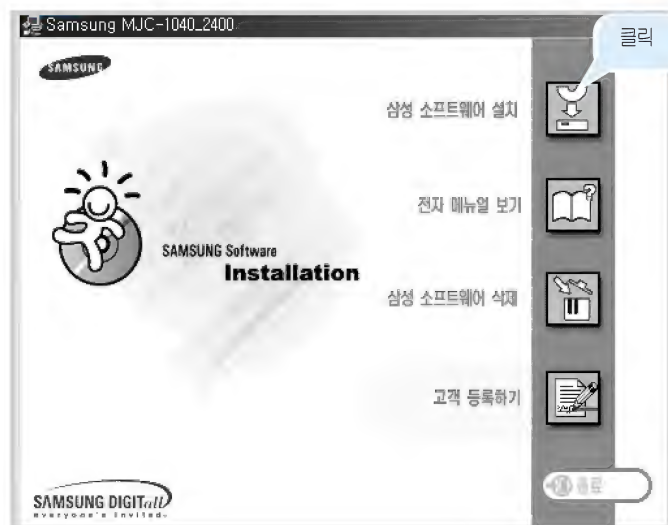 Samsung MJC-1040_2400
클릭
SAMSUNG
삼성 소프트웨어 설치
전자 메뉴얼 보기
SAMSUNG Software
Installation
삼성 소프트웨어 삭제
고객 등록하기
종료
SAMSUNG DIGITall
everyone's invited™